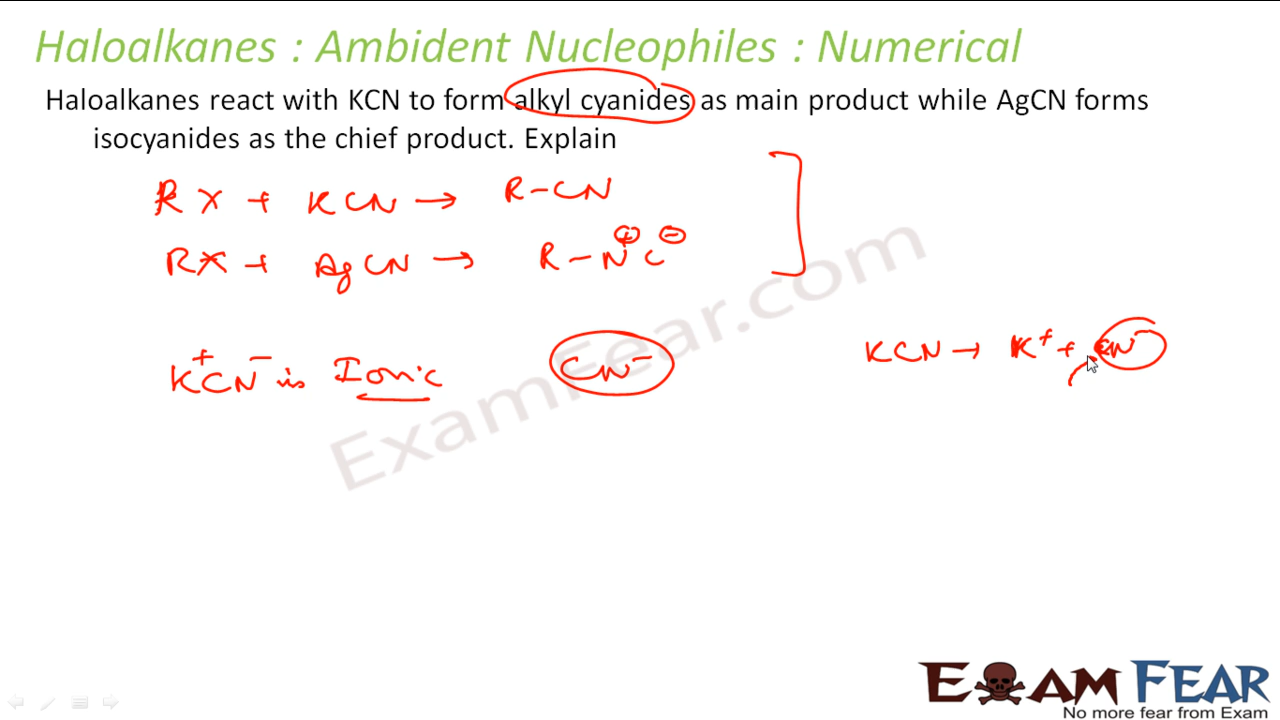 Haloalkanes : Ambident Nucleophiles : Numerical
Haloalkanes react with KCN to form alkyl cyanides as main product while AgCN forms
isocyanides as the chief product. Explain
RX + KCN → R-CN
RX + AgCN → R-N⊕C⊖
K⁺CN⁻ is Ionic CN⁻
KCN → K⁺ + CN⁻
ExamFear.com
EXAM FEAR
No more fear from Exam